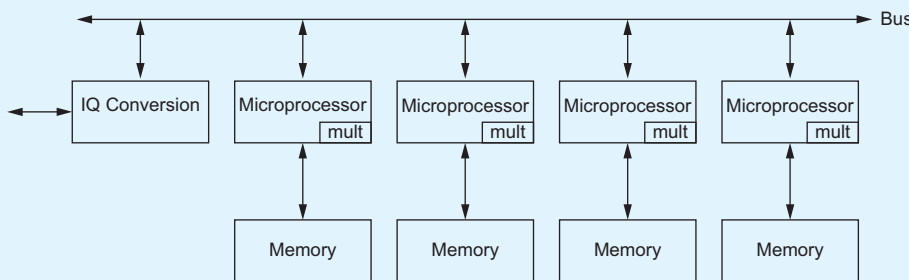 Bus
IQ Conversion
Microprocessor
mult
Microprocessor
mult
Microprocessor
mult
Microprocessor
mult
Memory
Memory
Memory
Memory